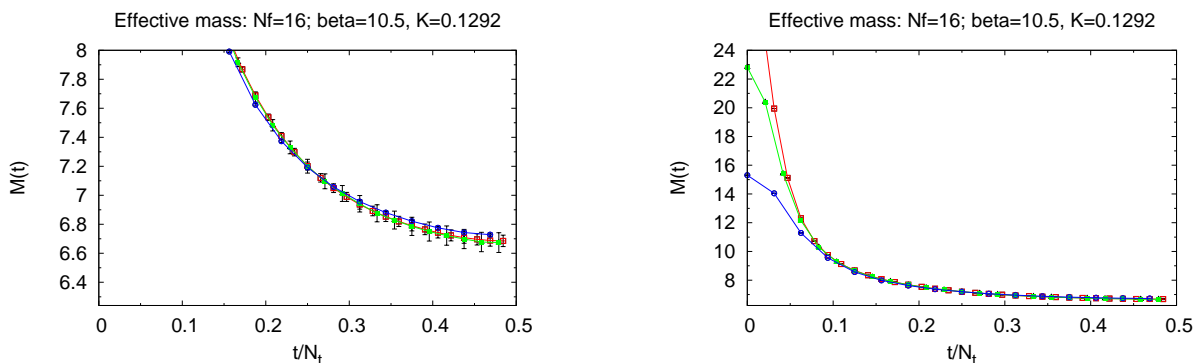 Effective mass: Nf=16; beta=10.5, K=0.1292
M(t)
8
7.8
7.6
7.4
7.2
7
6.8
6.6
6.4
0 0.1 0.2 0.3 0.4 0.5
t/Nt
Effective mass: Nf=16; beta=10.5, K=0.1292
M(t)
24
22
20
18
16
14
12
10
8
0 0.1 0.2 0.3 0.4 0.5
t/Nt